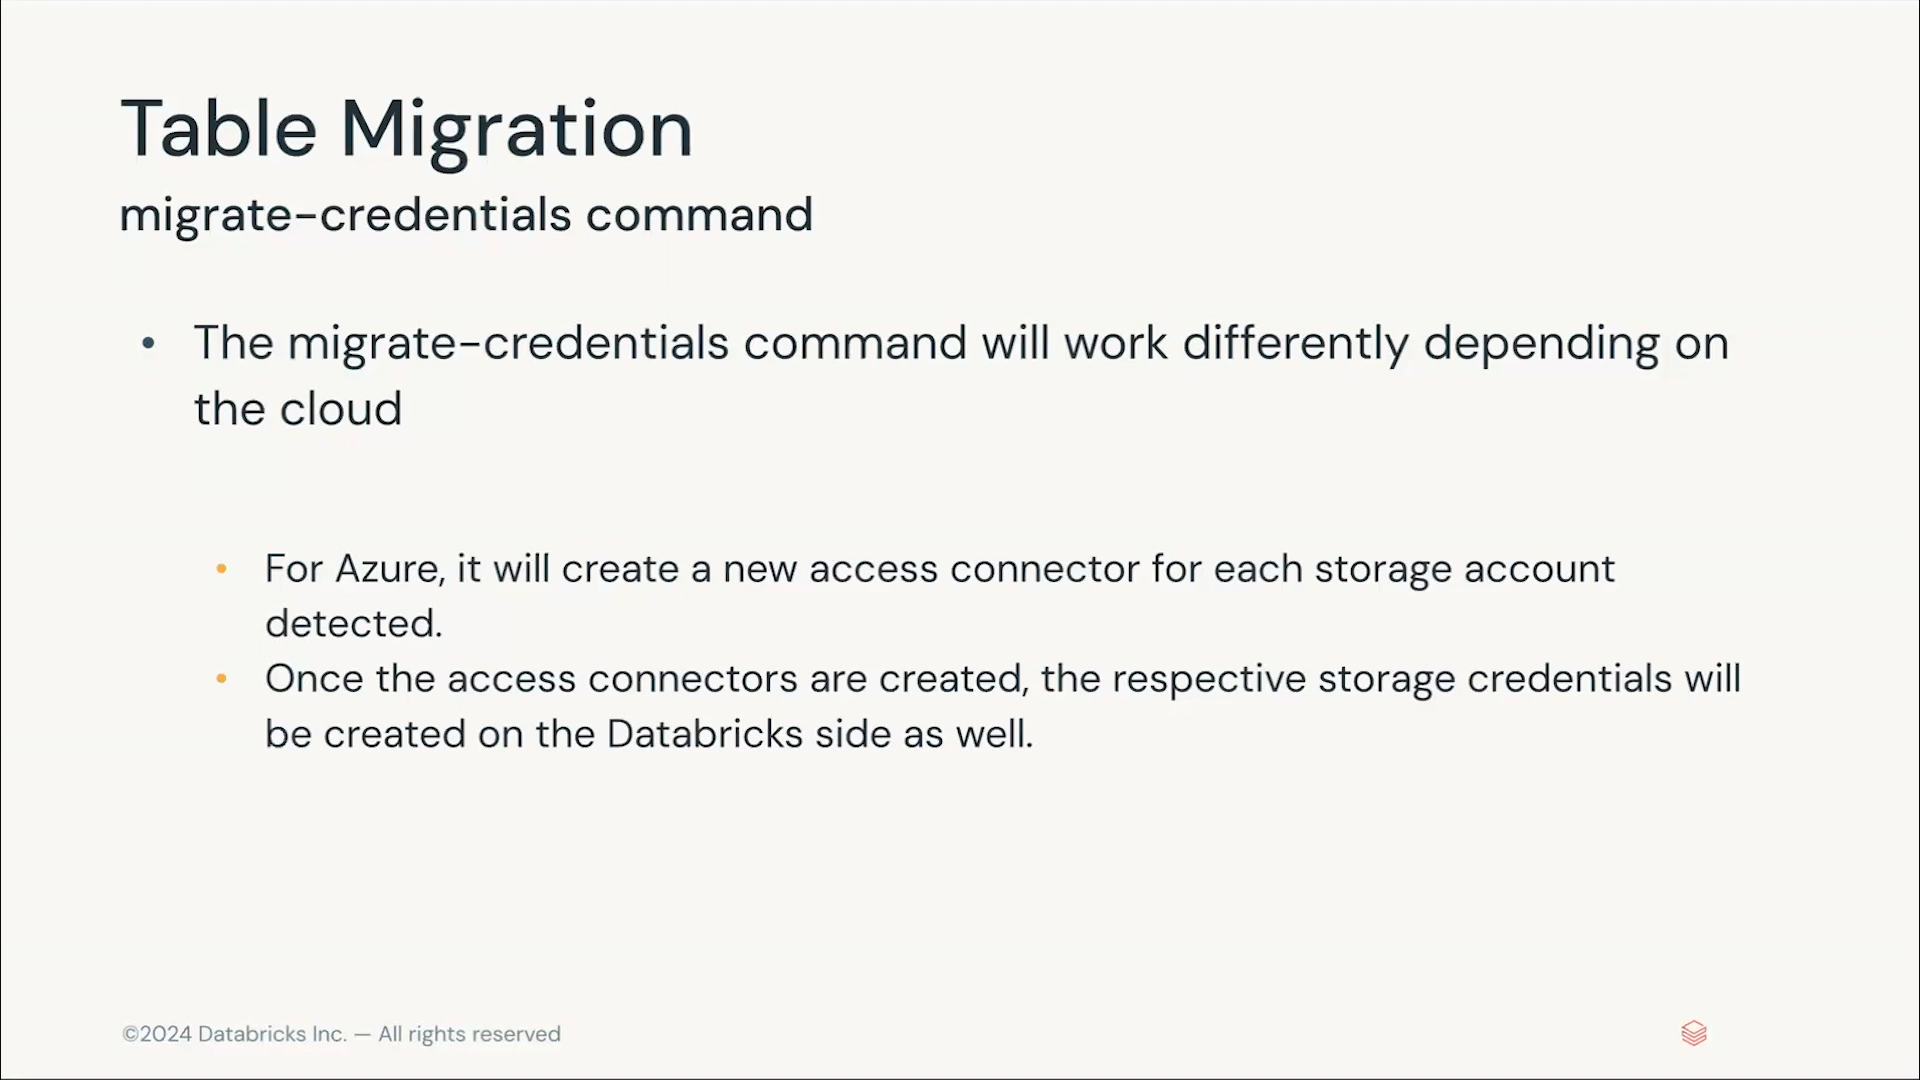 Table Migration
migrate-credentials command
• The migrate-credentials command will work differently depending on
the cloud
• For Azure, it will create a new access connector for each storage account
detected.
• Once the access connectors are created, the respective storage credentials will
be created on the Databricks side as well.
©2024 Databricks Inc. — All rights reserved